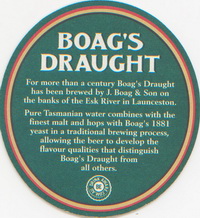 BOAG'S
DRAUGHT
For more than a century Boag's Draught
has been brewed by J. Boag & Son on
the banks of the Esk River in Launceston.
Pure Tasmanian water combines with the
finest malt and hops with Boag's 1881
yeast in a traditional brewing process,
allowing the beer to develop the
flavour qualities that distinguish
Boag's Draught from
all others.